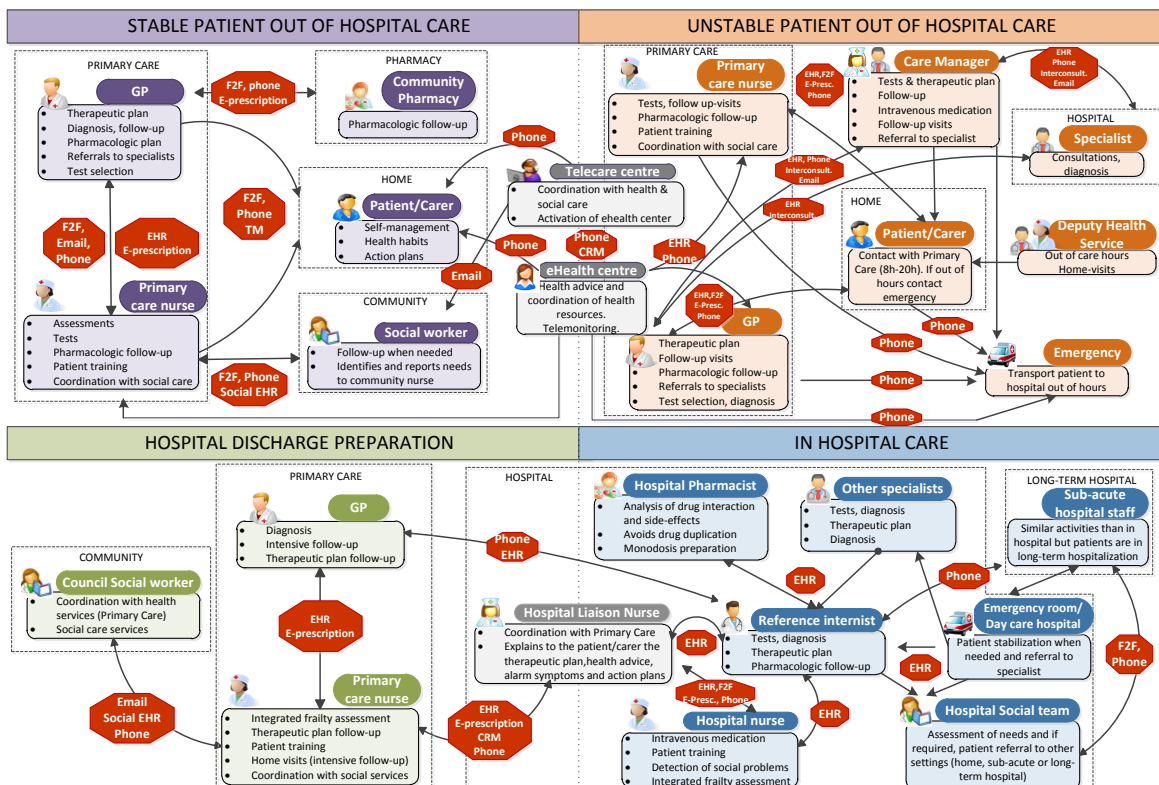 STABLE PATIENT OUT OF HOSPITAL CARE
PRIMARY CARE
GP
Therapeutic plan
Diagnosis, follow-up
Pharmacologic plan
Referrals to specialists
Test selection
F2F, phone
E-prescription
PHARMACY
Community
Pharmacy
Pharmacologic follow-up
F2F,
Email,
Phone
EHR
E-prescription
F2F,
Phone
TM
HOME
Patient/Carer
Self-management
Health habits
Action plans
Phone
Telecare centre
Coordination with health &
social care
Activation of ehealth center
Phone
Phone
CRM
Email
eHealth centre
Health advice and
coordination of health
resources.
Telemonitoring.
Primary
care nurse
Assessments
Tests
Pharmacologic follow-up
Patient training
Coordination with social care
F2F, Phone
Social EHR
COMMUNITY
Social worker
Follow-up when needed
Identifies and reports needs
to community nurse
UNSTABLE PATIENT OUT OF HOSPITAL CARE
PRIMARY CARE
Primary
care nurse
Tests, follow up-visits
Pharmacologic follow-up
Patient training
Coordination with social care
EHR,F2F
E-Presc.
Phone
Care Manager
Tests & therapeutic plan
Follow-up
Intravenous medication
Follow-up visits
Referral to specialist
EHR
Phone
Interconsult.
Email
HOSPITAL
Specialist
Consultations,
diagnosis
EHR, Phone
Interconsult.
Email
EHR
Interconsult.
EHR
Phone
HOME
Patient/Carer
Contact with Primary
Care (8h-20h). If out of
hours contact
emergency
Deputy Health
Service
Out of care hours
Home-visits
EHR,F2F
E-Presc.
Phone
GP
Therapeutic plan
Follow-up visits
Pharmacologic follow-up
Referrals to specialists
Test selection, diagnosis
Phone
Phone
Phone
Phone
Emergency
Transport patient to
hospital out of hours
HOSPITAL DISCHARGE PREPARATION
PRIMARY CARE
GP
Diagnosis
Intensive follow-up
Therapeutic plan follow-up
COMMUNITY
Council Social worker
Coordination with health
services (Primary Care)
Social care services
EHR
E-prescription
Email
Social EHR
Phone
Primary
care nurse
Integrated frailty assessment
Therapeutic plan follow-up
Patient training
Home visits (intensive follow-up)
Coordination with social services
EHR
E-prescription
CRM
Phone
HOSPITAL
Phone
EHR
Hospital Liaison Nurse
Coordination with Primary Care
Explains to the patient/carer the
therapeutic plan,health advice,
alarm symptoms and action plans
IN HOSPITAL CARE
Hospital Pharmacist
Analysis of drug interaction
and side-effects
Avoids drug duplication
Monodosis preparation
Other specialists
Tests, diagnosis
Therapeutic plan
Diagnosis
LONG-TERM HOSPITAL
Sub-acute
hospital staff
Similar activities than in
hospital but patients are in
long-term hospitalization
EHR
Phone
EHR
Reference internist
Tests, diagnosis
Therapeutic plan
Pharmacologic follow-up
Emergency room/
Day care hospital
Patient stabilization when
needed and referral to
specialist
EHR
F2F,
Phone
EHR,F2F
E-Presc., Phone
EHR
Hospital nurse
Intravenous medication
Patient training
Detection of social problems
Integrated frailty assessment
Hospital Social team
Assessment of needs and if
required, patient referral to other
settings (home, sub-acute or long-
term hospital)